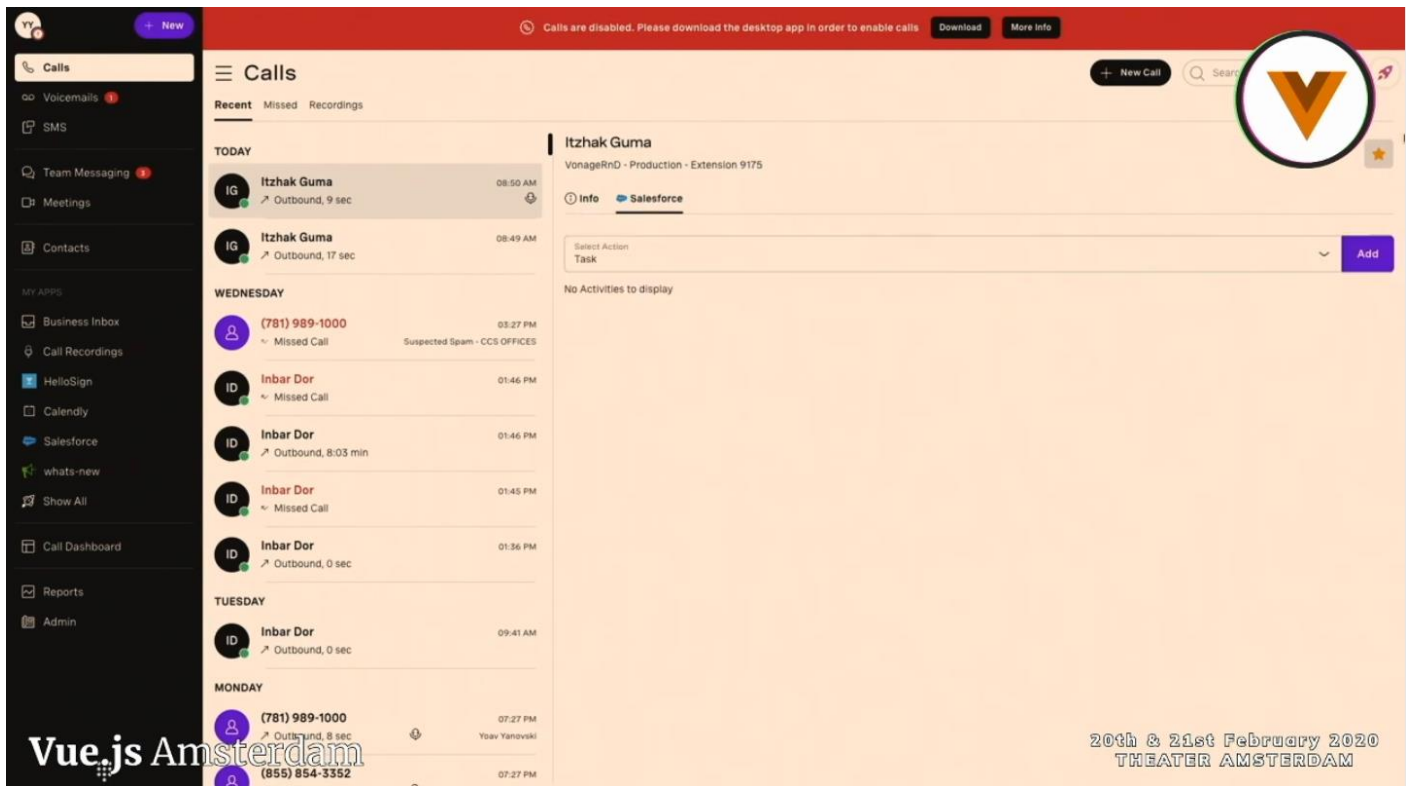 YY
+ New
Calls are disabled. Please download the desktop app in order to enable calls
Download
More Info
Calls
Voicemails 1
SMS
Team Messaging 3
Meetings
Contacts
MY APPS
Business Inbox
Call Recordings
HelloSign
Calendly
Salesforce
whats-new
Show All
Call Dashboard
Reports
Admin
Calls
+ New Call
Recent Missed Recordings
TODAY
IG
Itzhak Guma 08:50 AM
Outbound, 9 sec
IG
Itzhak Guma 08:49 AM
Outbound, 17 sec
WEDNESDAY
(781) 989-1000 03:27 PM
Missed Call Suspected Spam - CCS OFFICES
ID
Inbar Dor 01:46 PM
Missed Call
ID
Inbar Dor 01:46 PM
Outbound, 8:03 min
ID
Inbar Dor 01:45 PM
Missed Call
ID
Inbar Dor 01:36 PM
Outbound, 0 sec
TUESDAY
ID
Inbar Dor 09:41 AM
Outbound, 0 sec
MONDAY
(781) 989-1000 07:27 PM
Outbound, 8 sec Yoav Yanovski
(855) 854-3352 07:27 PM
Itzhak Guma
VonageRnD - Production - Extension 9175
Info Salesforce
Select Action
Task
Add
No Activities to display
Vue.js Amsterdam
20th & 21st February 2020
THEATER AMSTERDAM